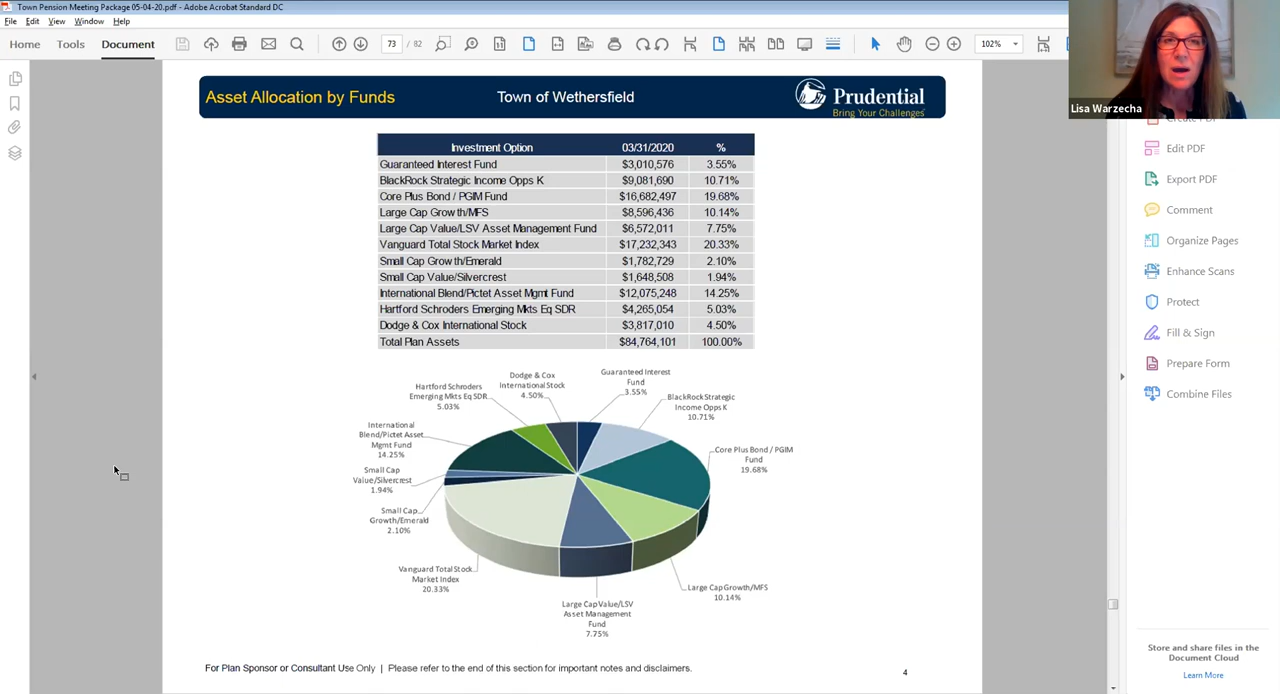 Town Pension Meeting Package 05-04-20.pdf - Adobe Acrobat Standard DC
File Edit View Window Help
Home Tools Document 73 / 82 102%
Lisa Warzecha
Asset Allocation by Funds Town of Wethersfield Prudential
Bring Your Challenges
Investment Option 03/31/2020 %
Guaranteed Interest Fund $3,010,576 3.55%
BlackRock Strategic Income Opps K $9,081,690 10.71%
Core Plus Bond / PGIM Fund $16,682,497 19.68%
Large Cap Growth/MFS $8,596,436 10.14%
Large Cap Value/LSV Asset Management Fund $6,572,011 7.75%
Vanguard Total Stock Market Index $17,232,343 20.33%
Small Cap Growth/Emerald $1,782,729 2.10%
Small Cap Value/Silvercrest $1,648,508 1.94%
International Blend/Pictet Asset Mgmt Fund $12,075,248 14.25%
Hartford Schroders Emerging Mkts Eq SDR $4,265,054 5.03%
Dodge & Cox International Stock $3,817,010 4.50%
Total Plan Assets $84,764,101 100.00%
Guaranteed Interest
Fund
3.55%
BlackRock Strategic
Income Opps K
10.71%
Core Plus Bond / PGIM
Fund
19.68%
Large Cap Growth/MFS
10.14%
Large Cap Value/LSV
Asset Management
Fund
7.75%
Vanguard Total Stock
Market Index
20.33%
Small Cap
Growth/Emerald
2.10%
Small Cap
Value/Silvercrest
1.94%
International
Blend/Pictet Asset
Mgmt Fund
14.25%
Hartford Schroders
Emerging Mkts Eq SDR
5.03%
Dodge & Cox
International Stock
4.50%
For Plan Sponsor or Consultant Use Only | Please refer to the end of this section for important notes and disclaimers.
4
Create PDF
Edit PDF
Export PDF
Comment
Organize Pages
Enhance Scans
Protect
Fill & Sign
Prepare Form
Combine Files
Store and share files in the
Document Cloud
Learn More